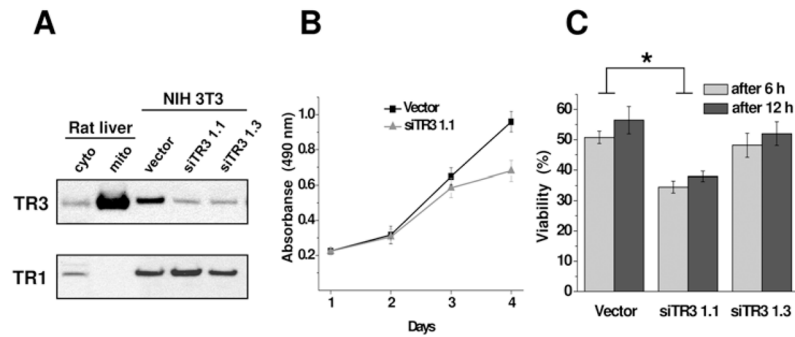 A
NIH 3T3
Rat liver
cyto
mito
vector
siTR3 1.1
siTR3 1.3
TR3
TR1
B
Absorbanse (490 nm)
1.0
0.8
0.6
0.4
0.2
Vector
siTR3 1.1
1 2 3 4
Days
C
*
after 6 h
after 12 h
Viability (%)
60
50
40
30
20
10
0
Vector siTR3 1.1 siTR3 1.3